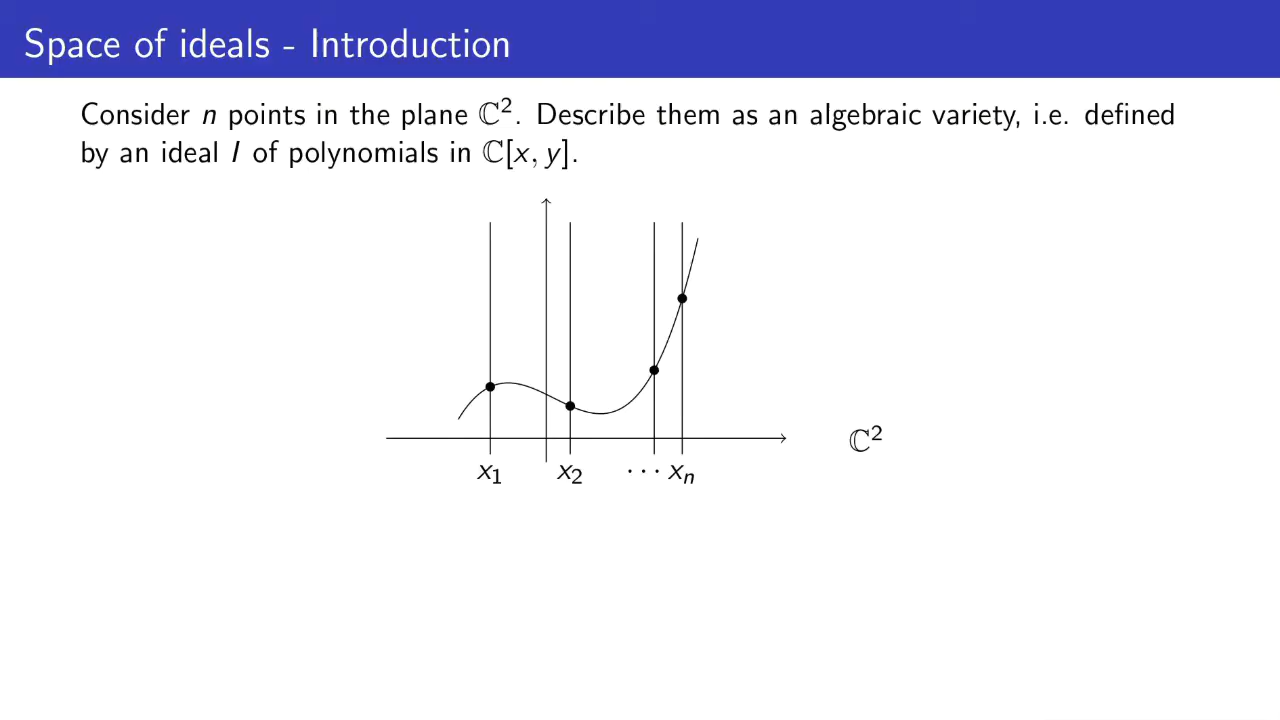 Space of ideals - Introduction
Consider n points in the plane ℂ². Describe them as an algebraic variety, i.e. defined
by an ideal I of polynomials in ℂ[x, y].
ℂ²
x₁ x₂ ⋯ xₙ